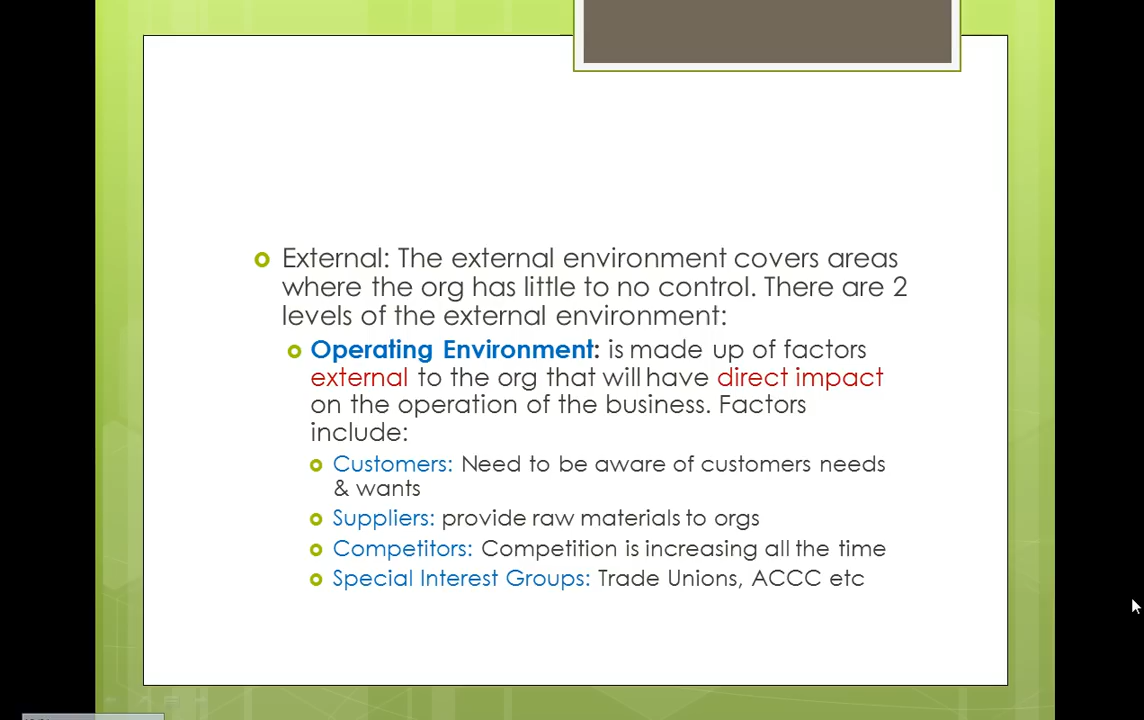 External: The external environment covers areas
where the org has little to no control. There are 2
levels of the external environment:
Operating Environment: is made up of factors
external to the org that will have direct impact
on the operation of the business. Factors
include:
Customers: Need to be aware of customers needs
& wants
Suppliers: provide raw materials to orgs
Competitors: Competition is increasing all the time
Special Interest Groups: Trade Unions, ACCC etc